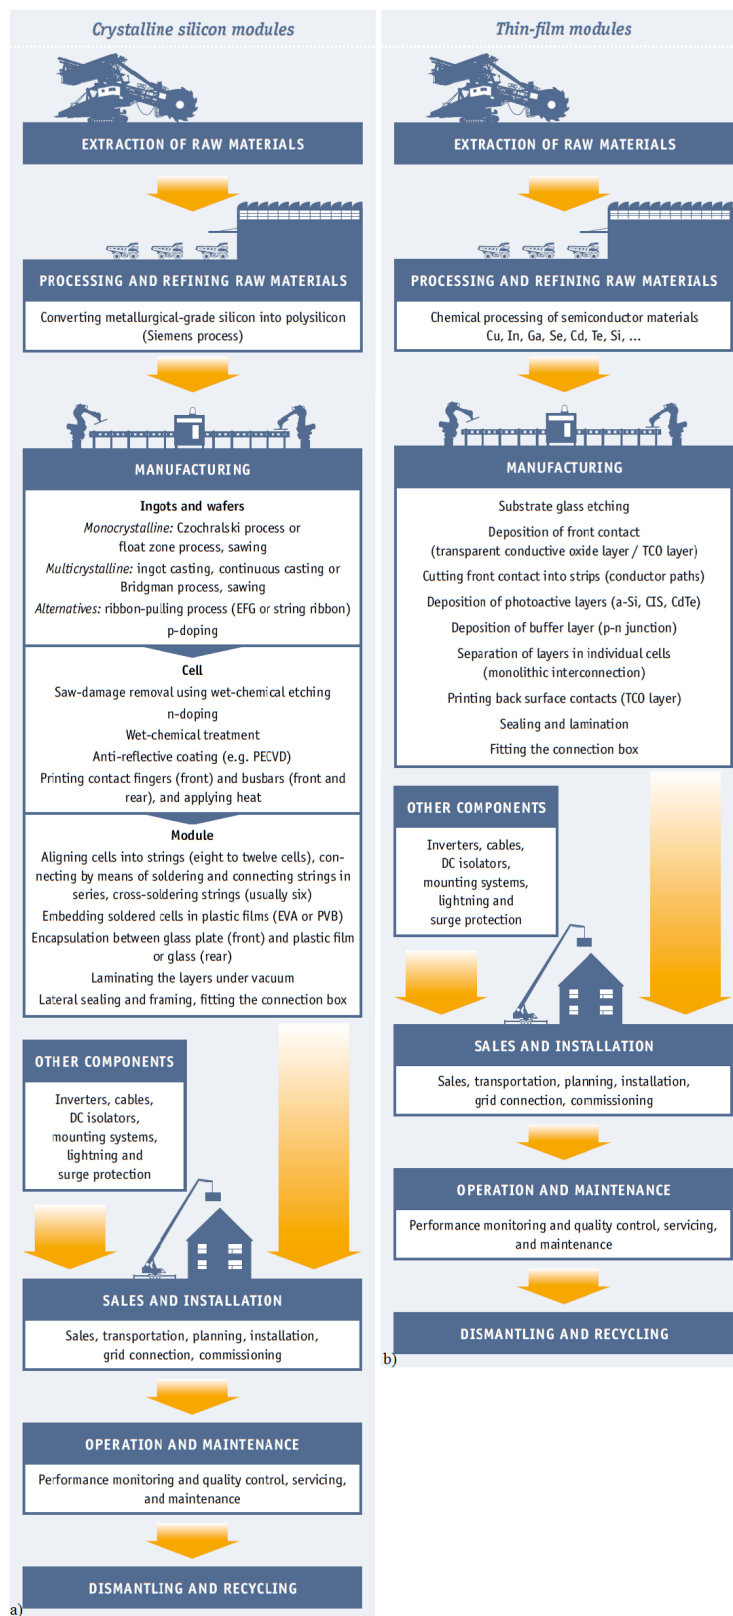 Crystalline silicon modules
EXTRACTION OF RAW MATERIALS
PROCESSING AND REFINING RAW MATERIALS
Converting metallurgical-grade silicon into polysilicon
(Siemens process)
MANUFACTURING
Ingots and wafers
Monocrystalline: Czochralski process or
float zone process, sawing
Multicrystalline: ingot casting, continuous casting or
Bridgman process, sawing
Alternatives: ribbon-pulling process (EFG or string ribbon)
p-doping
Cell
Saw-damage removal using wet-chemical etching
n-doping
Wet-chemical treatment
Anti-reflective coating (e.g. PECVD)
Printing contact fingers (front) and busbars (front and
rear), and applying heat
Module
Aligning cells into strings (eight to twelve cells), con-
necting by means of soldering and connecting strings in
series, cross-soldering strings (usually six)
Embedding soldered cells in plastic films (EVA or PVB)
Encapsulation between glass plate (front) and plastic film
or glass (rear)
Laminating the layers under vacuum
Lateral sealing and framing, fitting the connection box
OTHER COMPONENTS
Inverters, cables,
DC isolators,
mounting systems,
lightning and
surge protection
SALES AND INSTALLATION
Sales, transportation, planning, installation,
grid connection, commissioning
OPERATION AND MAINTENANCE
Performance monitoring and quality control, servicing,
and maintenance
DISMANTLING AND RECYCLING
a)
Thin-film modules
EXTRACTION OF RAW MATERIALS
PROCESSING AND REFINING RAW MATERIALS
Chemical processing of semiconductor materials
Cu, In, Ga, Se, Cd, Te, Si, ...
MANUFACTURING
Substrate glass etching
Deposition of front contact
(transparent conductive oxide layer / TCO layer)
Cutting front contact into strips (conductor paths)
Deposition of photoactive layers (a-Si, CIS, CdTe)
Deposition of buffer layer (p-n junction)
Separation of layers in individual cells
(monolithic interconnection)
Printing back surface contacts (TCO layer)
Sealing and lamination
Fitting the connection box
OTHER COMPONENTS
Inverters, cables,
DC isolators,
mounting systems,
lightning and
surge protection
SALES AND INSTALLATION
Sales, transportation, planning, installation,
grid connection, commissioning
OPERATION AND MAINTENANCE
Performance monitoring and quality control, servicing,
and maintenance
DISMANTLING AND RECYCLING
b)